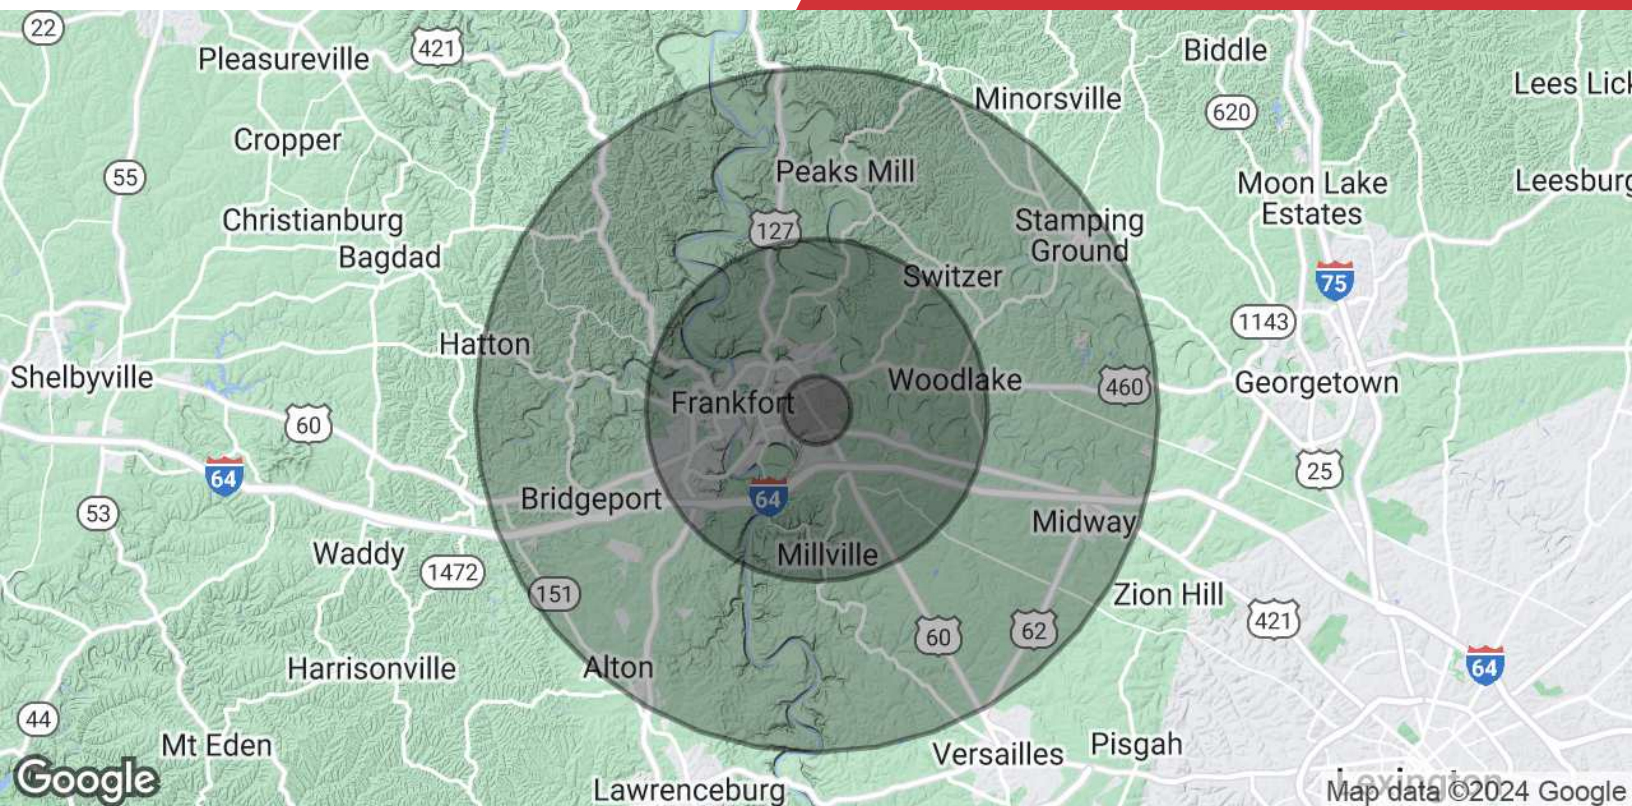 22
Pleasureville
421
Biddle
Lees Lick
Minorsville
620
Cropper
55
Peaks Mill
Moon Lake
Estates
Leesburg
Christianburg
127
Stamping
Ground
Bagdad
Switzer
75
1143
Hatton
Shelbyville
Woodlake
460
Georgetown
Frankfort
60
64
25
Bridgeport
64
53
Midway
Waddy
Millville
1472
151
Zion Hill
421
60
62
Harrisonville
Alton
64
44
Mt Eden
Versailles
Pisgah
Google
Lawrenceburg
Lexington
Map data ©2024 Google